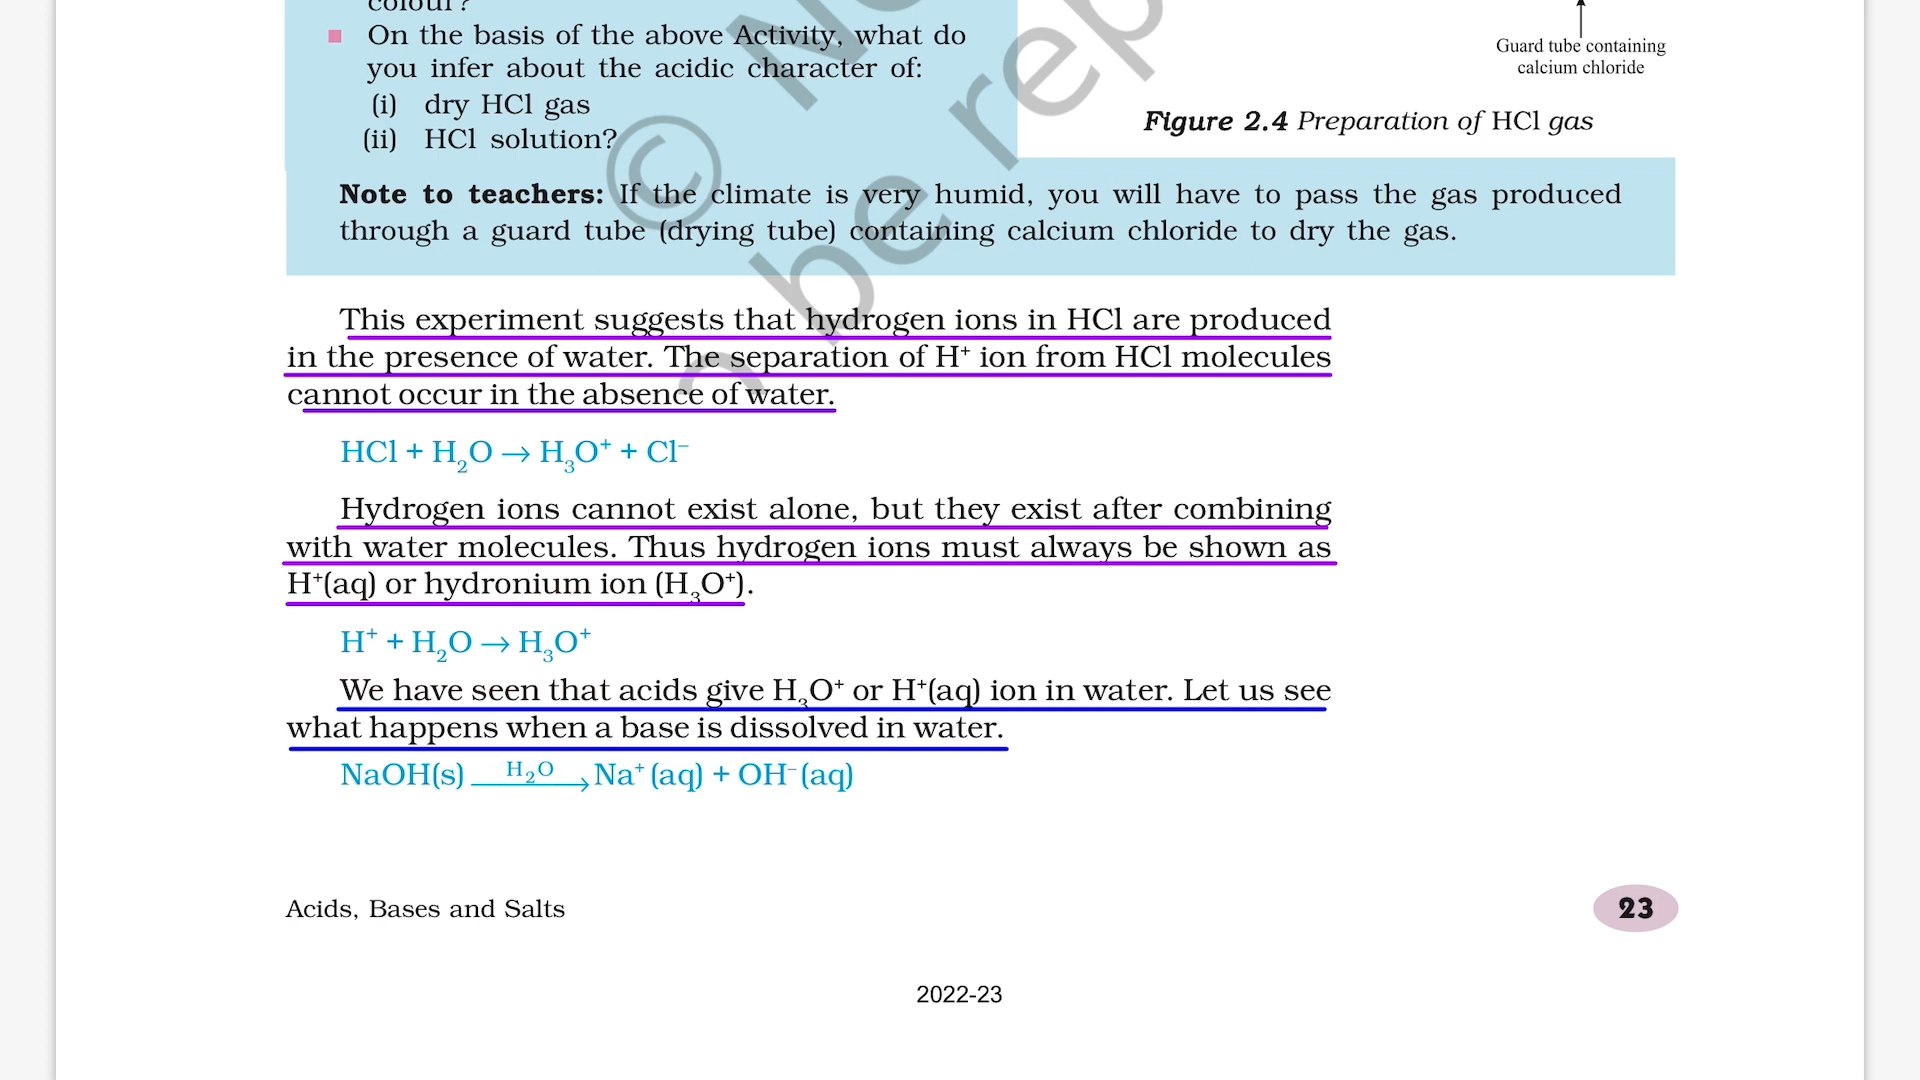 colour?
On the basis of the above Activity, what do
you infer about the acidic character of:
(i) dry HCl gas
(ii) HCl solution?
Guard tube containing
calcium chloride
Figure 2.4 Preparation of HCl gas
Note to teachers: If the climate is very humid, you will have to pass the gas produced
through a guard tube (drying tube) containing calcium chloride to dry the gas.
This experiment suggests that hydrogen ions in HCl are produced
in the presence of water. The separation of H⁺ ion from HCl molecules
cannot occur in the absence of water.
HCl + H₂O → H₃O⁺ + Cl⁻
Hydrogen ions cannot exist alone, but they exist after combining
with water molecules. Thus hydrogen ions must always be shown as
H⁺(aq) or hydronium ion (H₃O⁺).
H⁺ + H₂O → H₃O⁺
We have seen that acids give H₃O⁺ or H⁺(aq) ion in water. Let us see
what happens when a base is dissolved in water.
NaOH(s) —H₂O→ Na⁺(aq) + OH⁻(aq)
Acids, Bases and Salts
23
2022-23
©
be rep